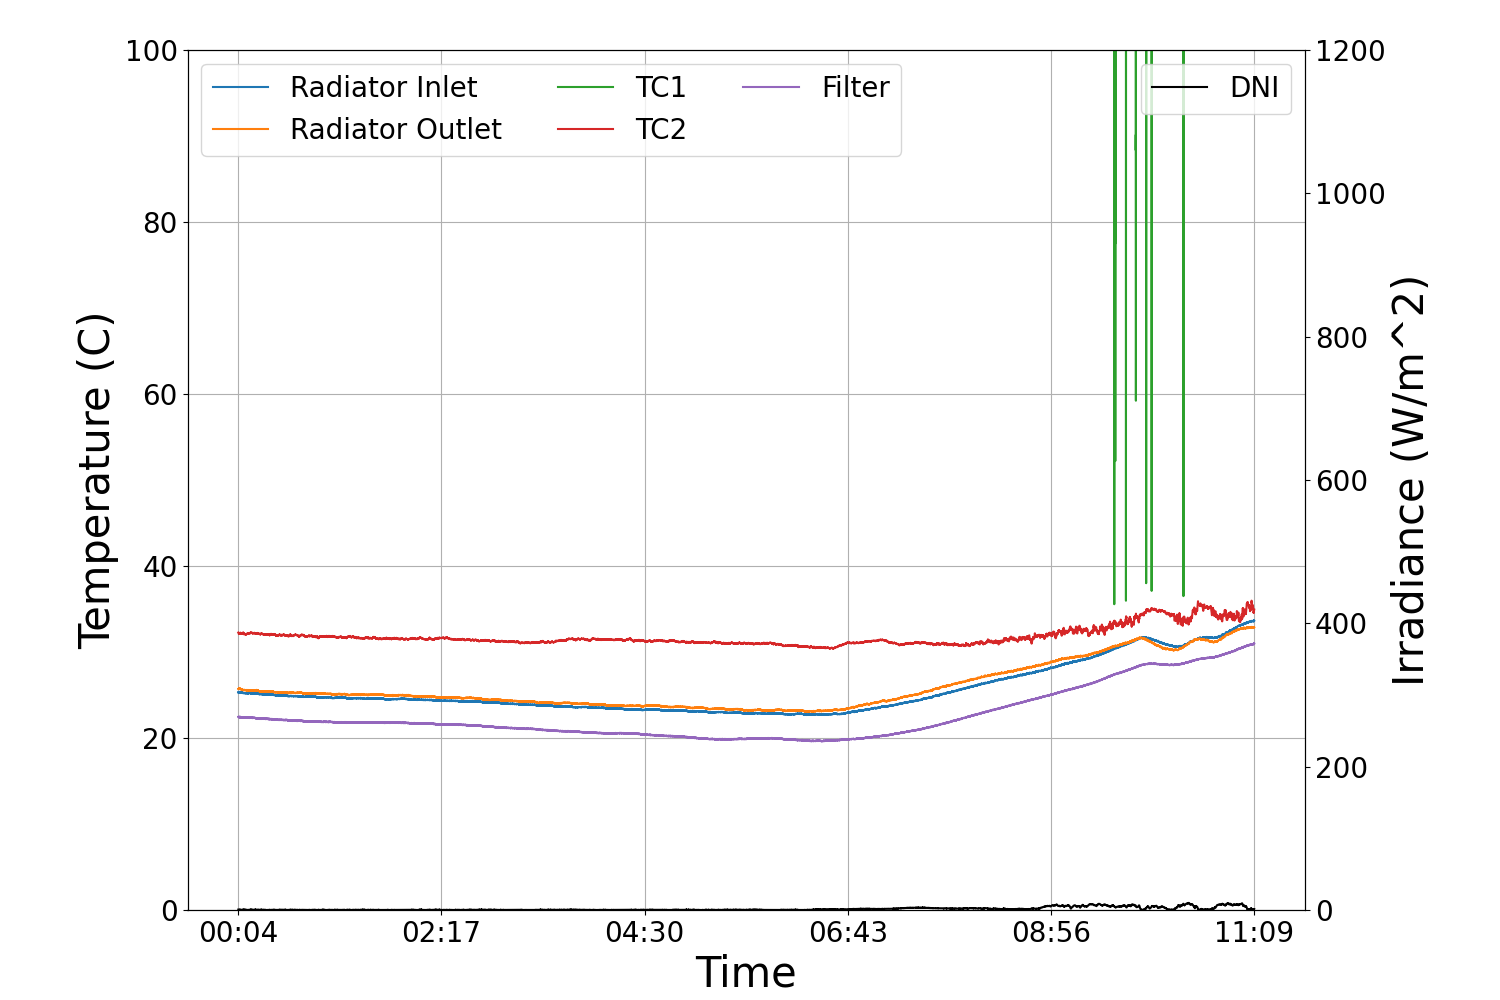 100
80
60
40
20
0
Temperature (C)
Radiator Inlet
Radiator Outlet
TC1
TC2
Filter
DNI
1200
1000
800
600
400
200
0
Irradiance (W/m^2)
00:04 02:17 04:30 06:43 08:56 11:09
Time